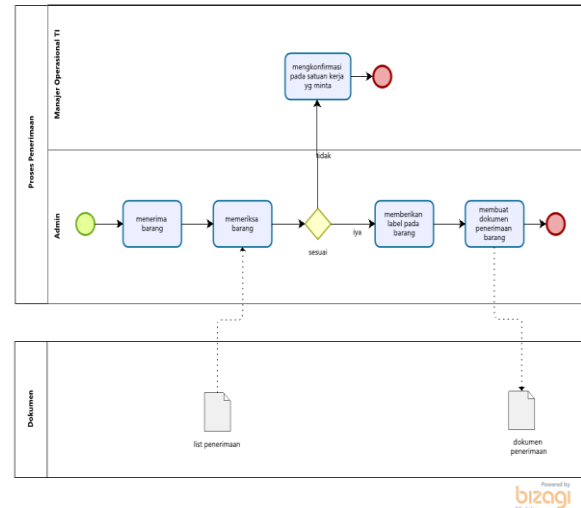 Proses Penerimaan
Manajer Operasional TI
mengkonfirmasi
pada satuan kerja
yg minta
tidak
Admin
menerima
barang
memeriksa
barang
sesuai
iya
memberikan
label pada
barang
membuat
dokumen
penerimaan
barang
Dokumen
list penerimaan
dokumen
penerimaan
Powered by
bizagi